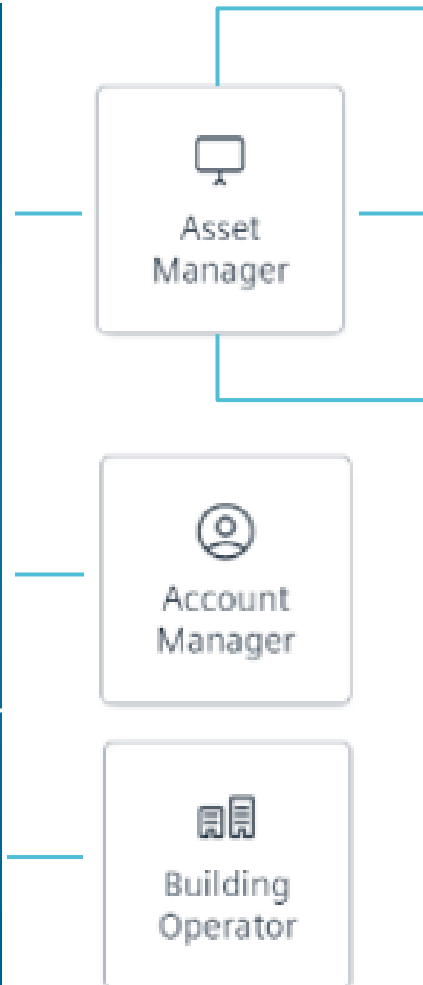 Asset
Manager
Account
Manager
Building
Operator